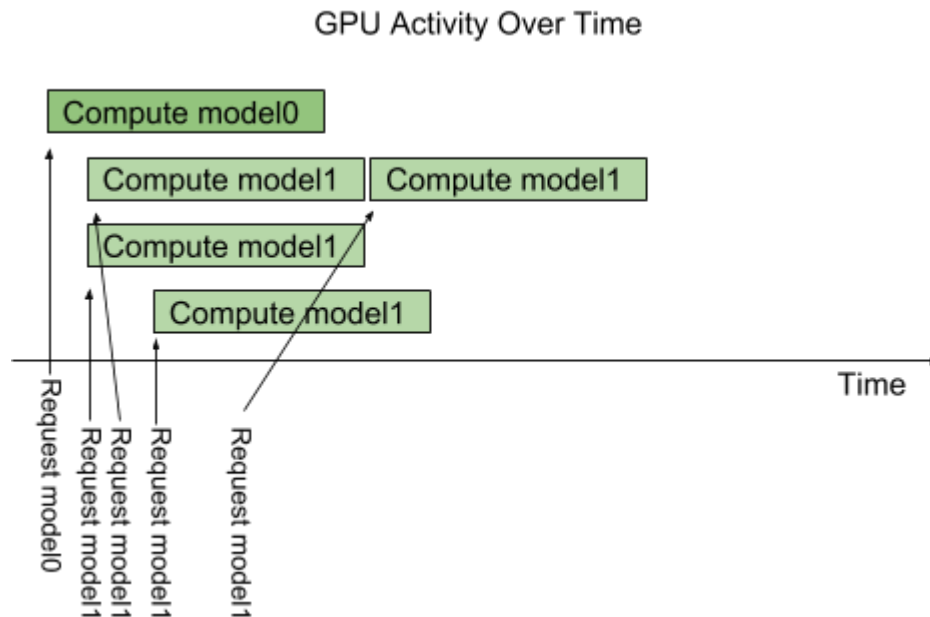 GPU Activity Over Time
Compute model0
Compute model1
Compute model1
Compute model1
Compute model1
Time
Request model0
Request model1
Request model1
Request model1
Request model1